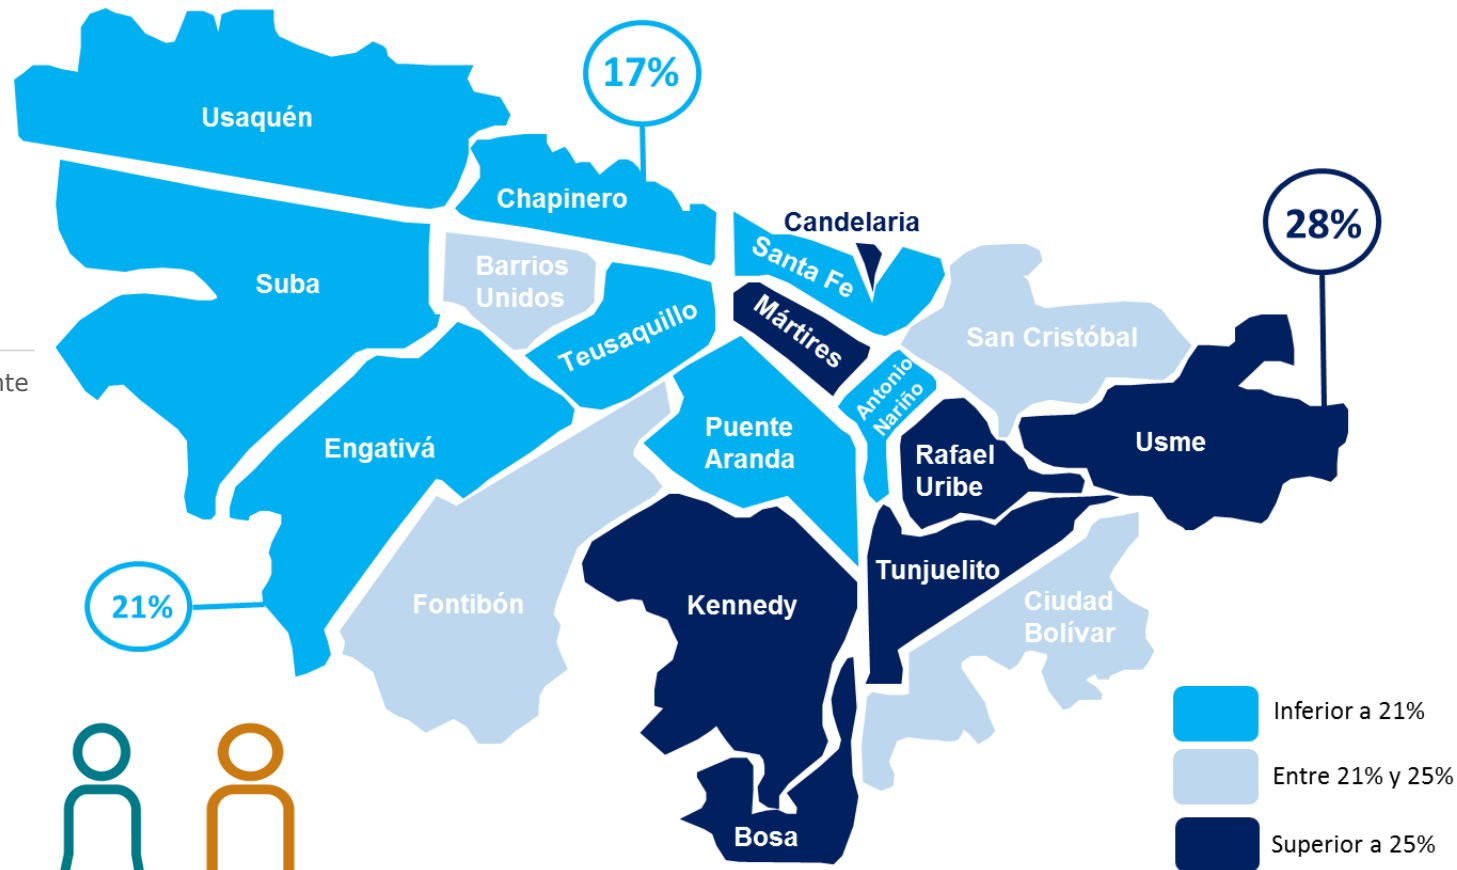 17%
Usaquén
Chapinero
28%
Candelaria
Santa Fe
Suba
Barrios
Unidos
Teusaquillo
Mártires
San Cristóbal
nte
Antonio
Nariño
Engativá
Puente
Aranda
Rafael
Uribe
Usme
Tunjuelito
21%
Fontibón
Kennedy
Ciudad
Bolívar
Bosa
Inferior a 21%
Entre 21% y 25%
Superior a 25%